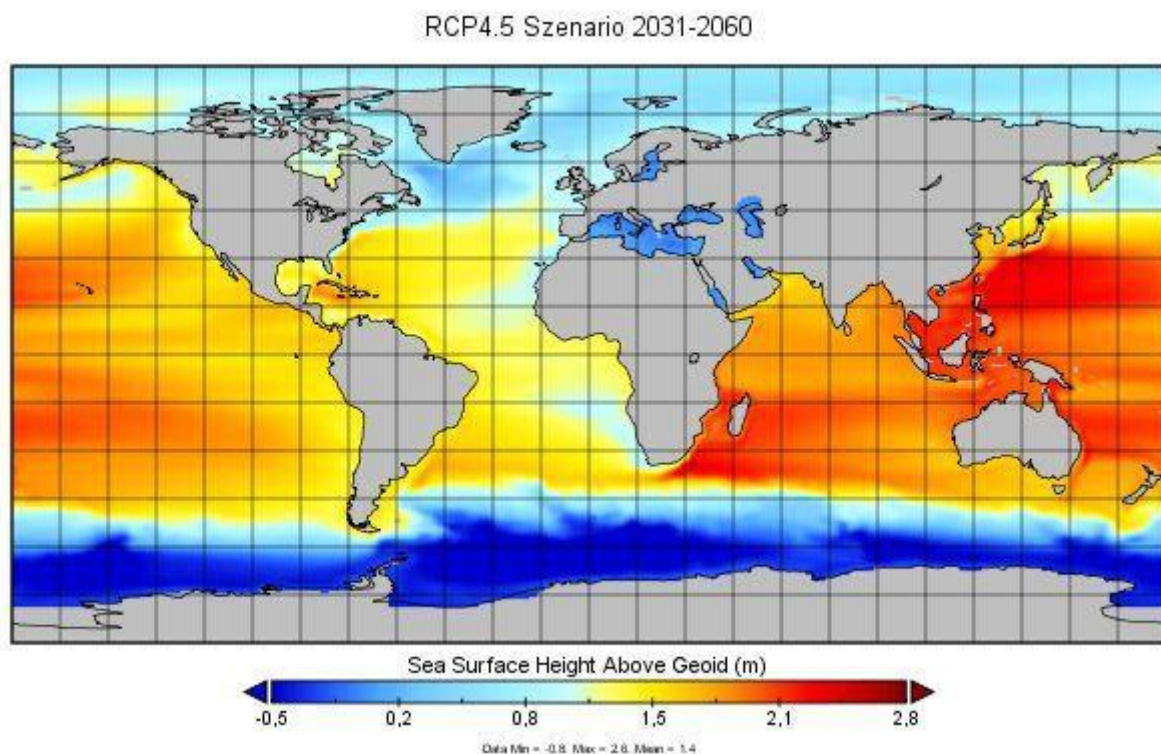 RCP4.5 Szenario 2031-2060
Sea Surface Height Above Geoid (m)
-0,5 0,2 0,8 1,5 2,1 2,8
Data Min = -0.8, Max = 2.6, Mean = 1.4